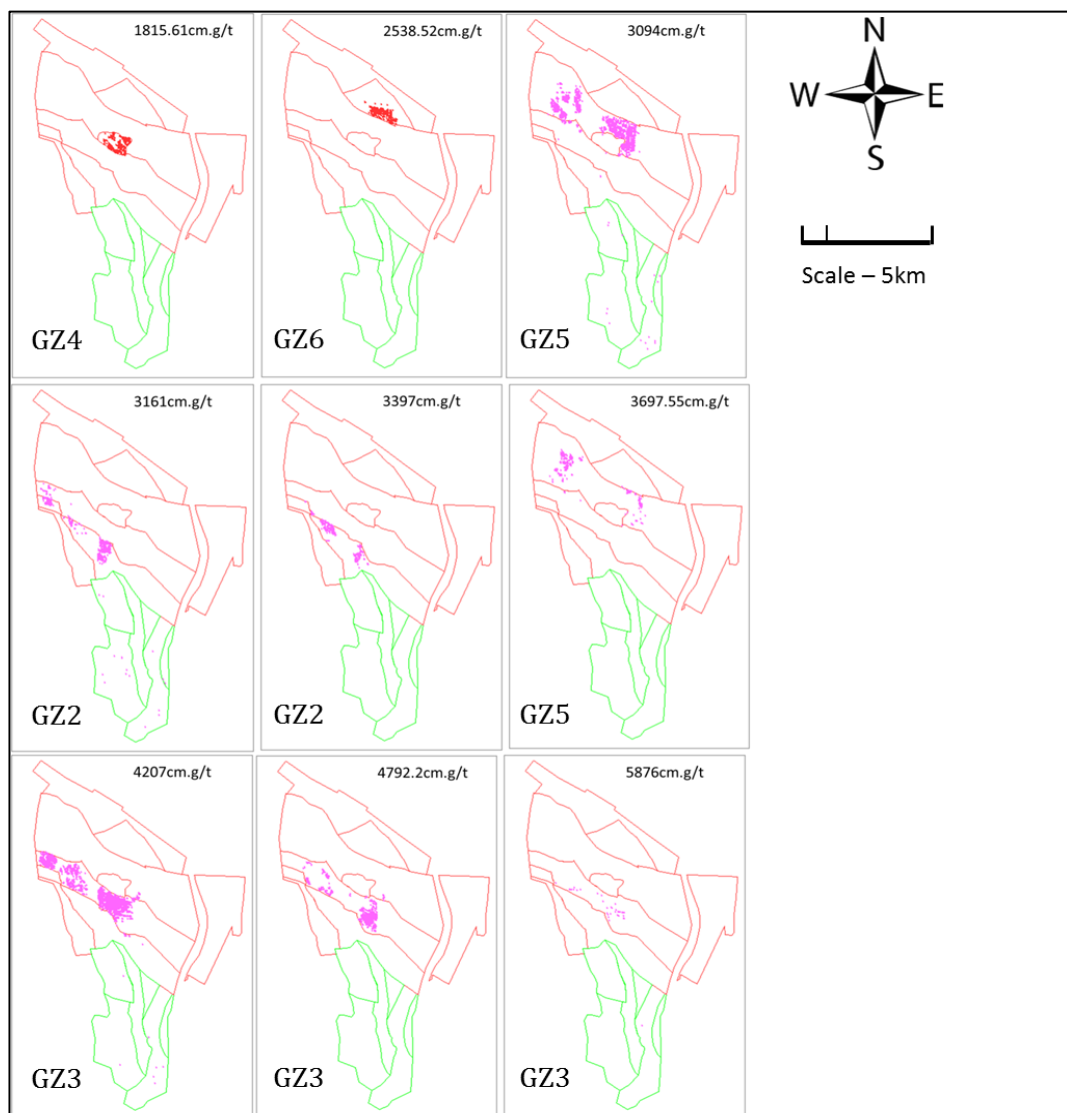 1815.61cm.g/t
2538.52cm.g/t
3094cm.g/t
N
W
E
S
Scale – 5km
GZ4
GZ6
GZ5
3161cm.g/t
3397cm.g/t
3697.55cm.g/t
GZ2
GZ2
GZ5
4207cm.g/t
4792.2cm.g/t
5876cm.g/t
GZ3
GZ3
GZ3